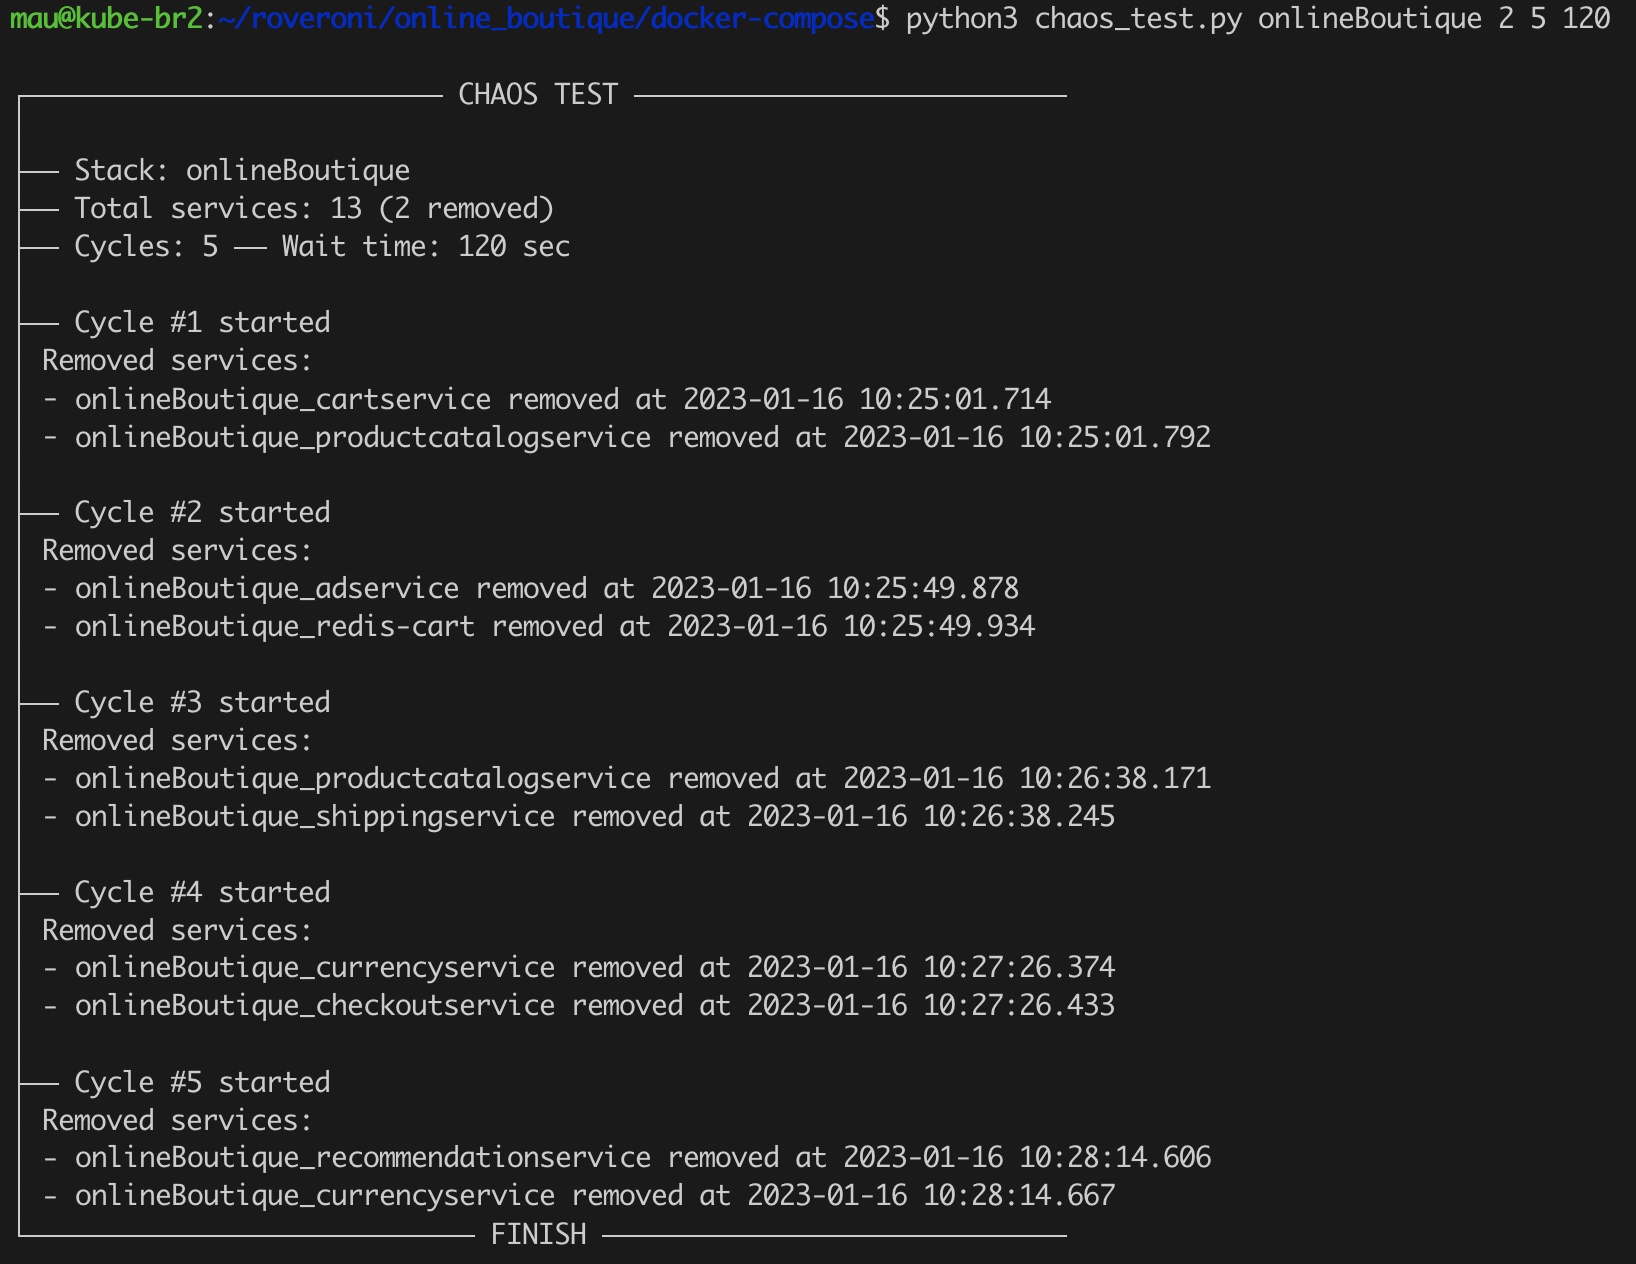 mau@kube-br2:~/roveroni/online_boutique/docker-compose$ python3 chaos_test.py onlineBoutique 2 5 120
CHAOS TEST
Stack: onlineBoutique
Total services: 13 (2 removed)
Cycles: 5 —— Wait time: 120 sec
Cycle #1 started
Removed services:
- onlineBoutique_cartservice removed at 2023-01-16 10:25:01.714
- onlineBoutique_productcatalogservice removed at 2023-01-16 10:25:01.792
Cycle #2 started
Removed services:
- onlineBoutique_adservice removed at 2023-01-16 10:25:49.878
- onlineBoutique_redis-cart removed at 2023-01-16 10:25:49.934
Cycle #3 started
Removed services:
- onlineBoutique_productcatalogservice removed at 2023-01-16 10:26:38.171
- onlineBoutique_shippingservice removed at 2023-01-16 10:26:38.245
Cycle #4 started
Removed services:
- onlineBoutique_currencyservice removed at 2023-01-16 10:27:26.374
- onlineBoutique_checkoutservice removed at 2023-01-16 10:27:26.433
Cycle #5 started
Removed services:
- onlineBoutique_recommendationservice removed at 2023-01-16 10:28:14.606
- onlineBoutique_currencyservice removed at 2023-01-16 10:28:14.667
FINISH